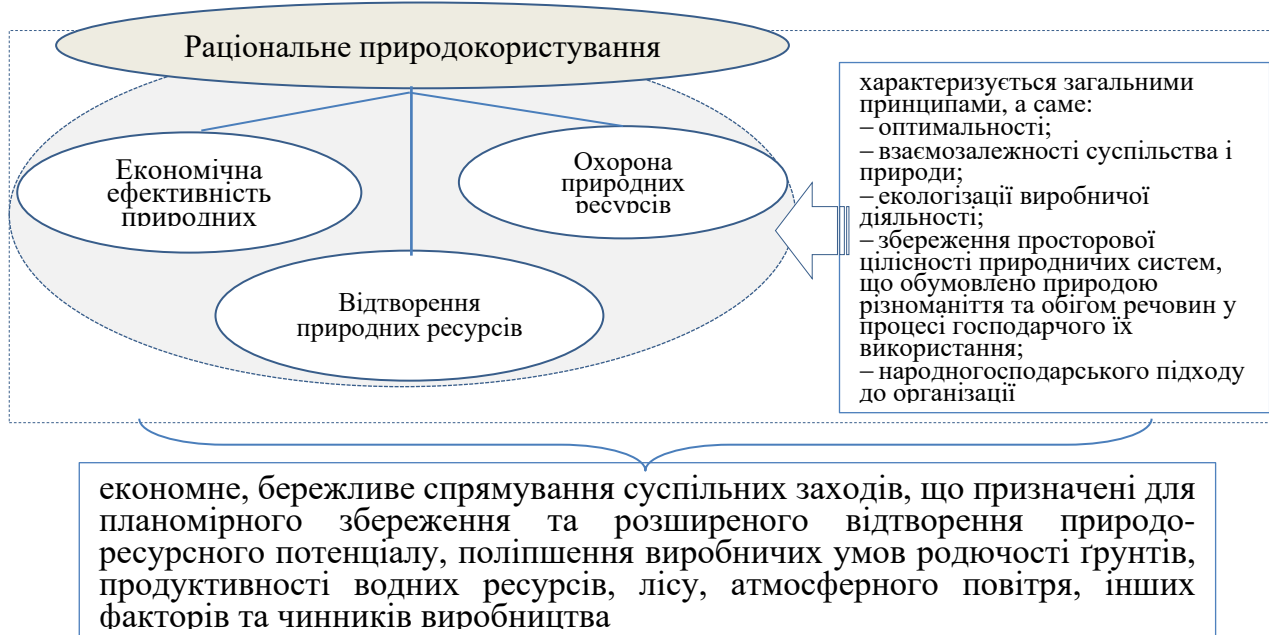 Раціональне природокористування
Економічна
ефективність
природних
Охорона
природних
ресурсів
Відтворення
природних ресурсів
характеризується загальними
принципами, а саме:
– оптимальності;
– взаємозалежності суспільства і
природи;
– екологізації виробничої
діяльності;
– збереження просторової
цілісності природничих систем,
що обумовлено природою
різноманіття та обігом речовин у
процесі господарчого їх
використання;
– народногосподарського підходу
до організації
економне, бережливе спрямування суспільних заходів, що призначені для
планомірного збереження та розширеного відтворення природо-
ресурсного потенціалу, поліпшення виробничих умов родючості ґрунтів,
продуктивності водних ресурсів, лісу, атмосферного повітря, інших
факторів та чинників виробництва